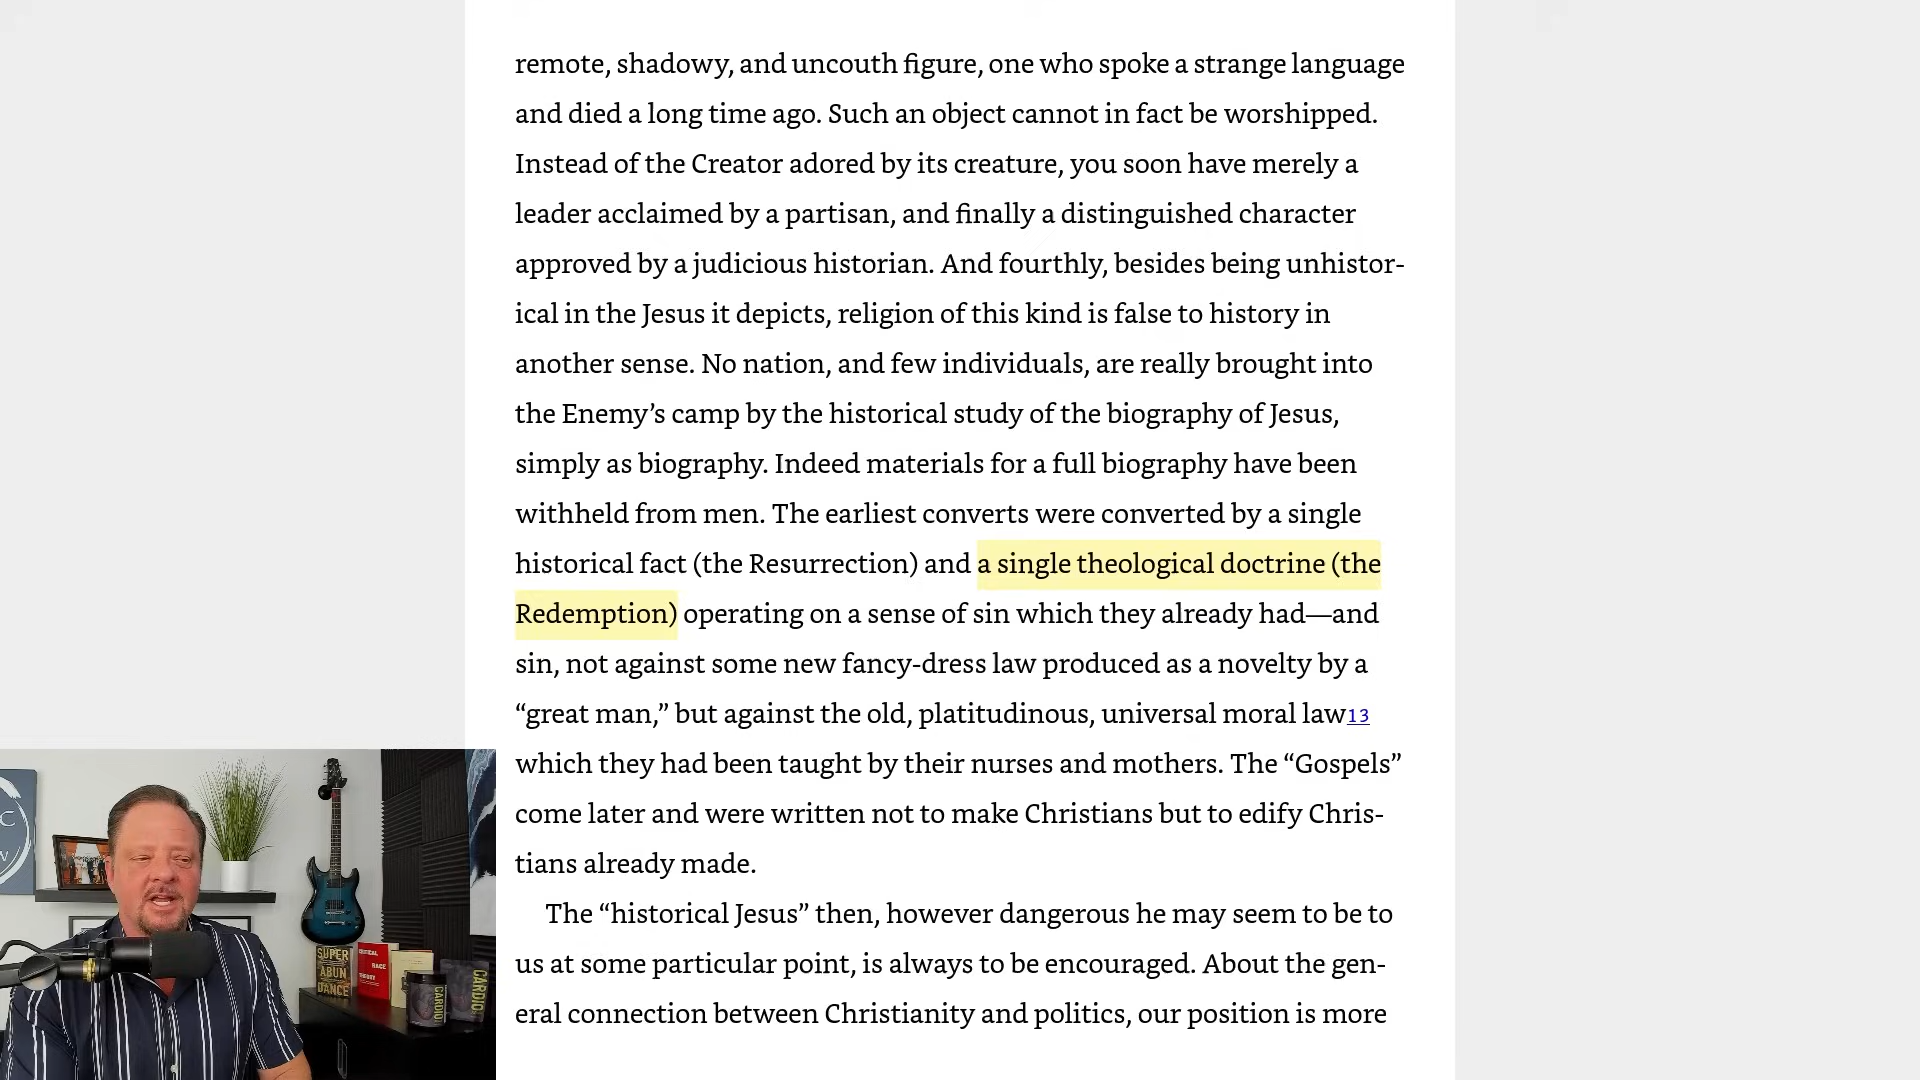 remote, shadowy, and uncouth figure, one who spoke a strange language
and died a long time ago. Such an object cannot in fact be worshipped.
Instead of the Creator adored by its creature, you soon have merely a
leader acclaimed by a partisan, and finally a distinguished character
approved by a judicious historian. And fourthly, besides being unhistor-
ical in the Jesus it depicts, religion of this kind is false to history in
another sense. No nation, and few individuals, are really brought into
the Enemy’s camp by the historical study of the biography of Jesus,
simply as biography. Indeed materials for a full biography have been
withheld from men. The earliest converts were converted by a single
historical fact (the Resurrection) and a single theological doctrine (the
Redemption) operating on a sense of sin which they already had—and
sin, not against some new fancy-dress law produced as a novelty by a
“great man,” but against the old, platitudinous, universal moral law13
which they had been taught by their nurses and mothers. The “Gospels”
come later and were written not to make Christians but to edify Chris-
tians already made.
The “historical Jesus” then, however dangerous he may seem to be to
us at some particular point, is always to be encouraged. About the gen-
eral connection between Christianity and politics, our position is more
C
W
SUPER
ABUN
DANCE
CRITICAL
RACE
THEORY
CARDIO
CARDIO